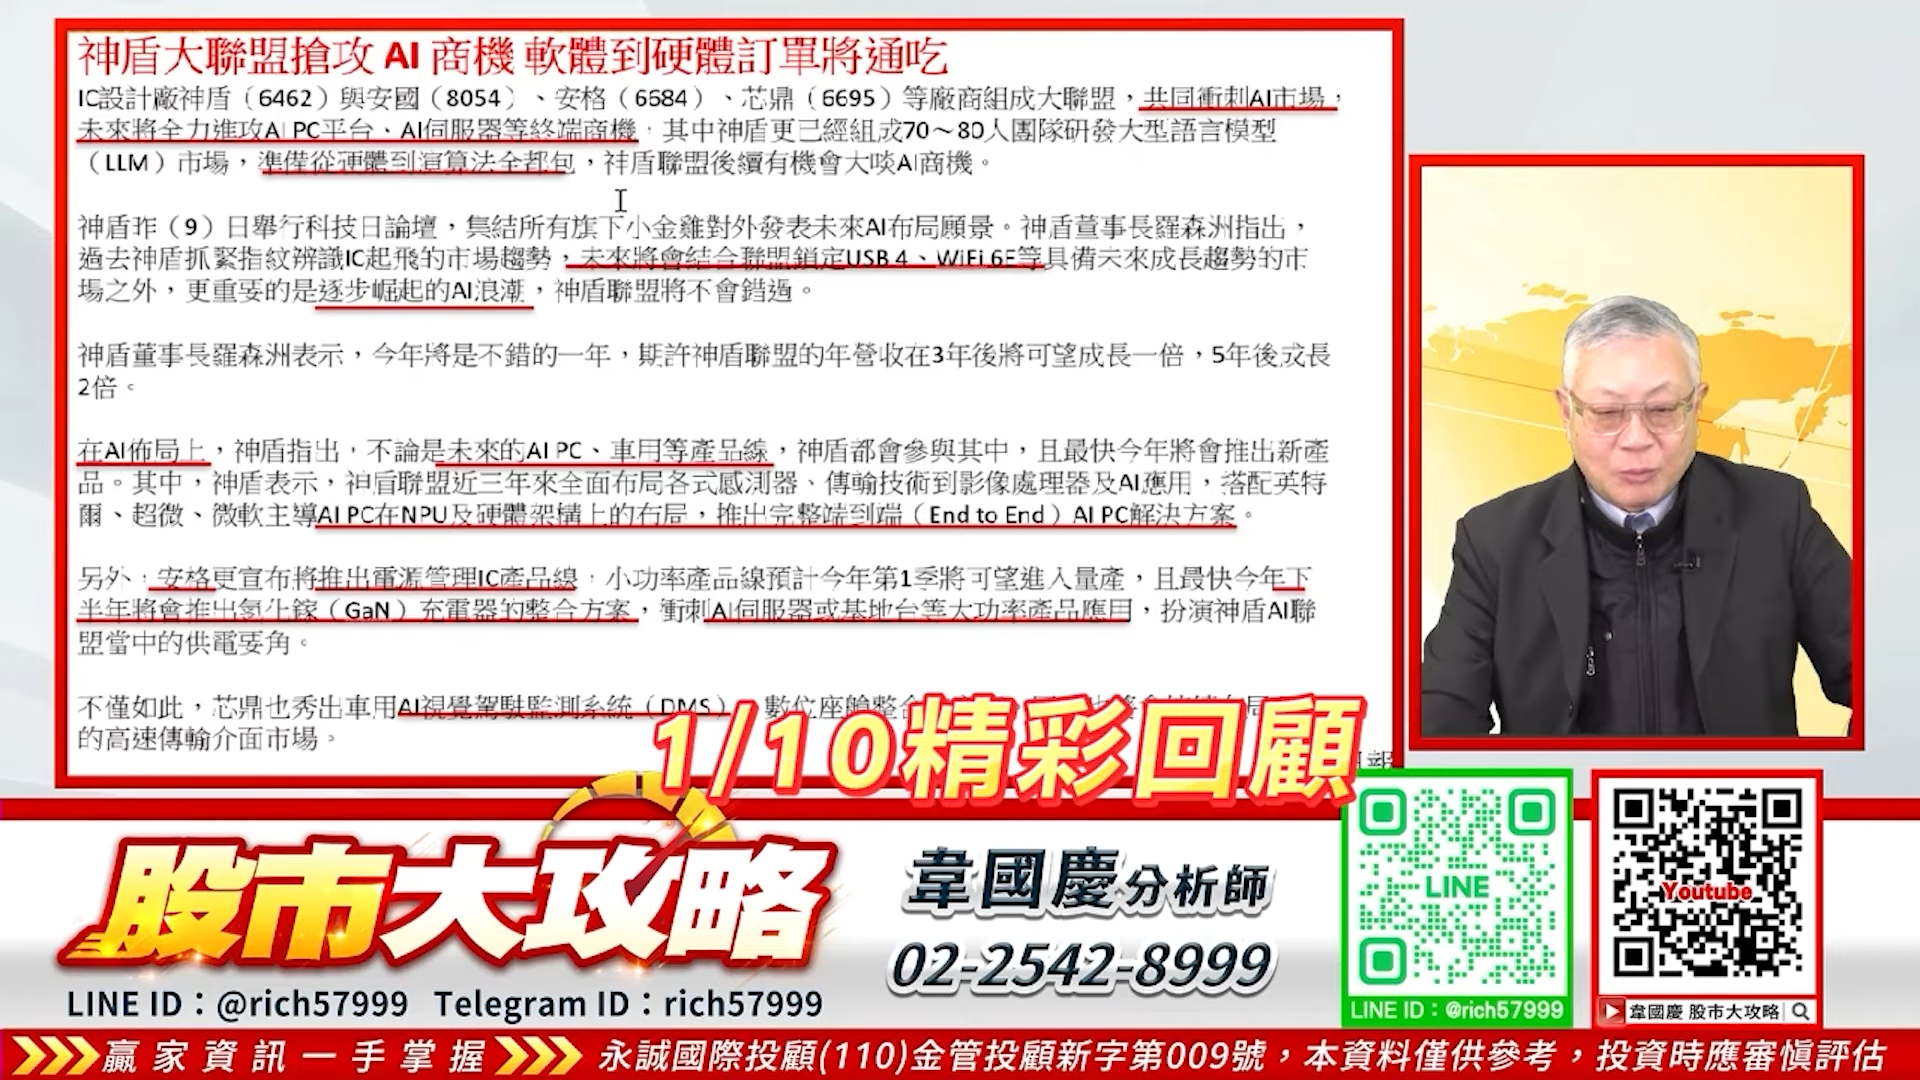 神盾大聯盟搶攻 AI 商機 軟體到硬體訂單將通吃
IC設計廠神盾（6462）與安國（8054）、安格（6684）、芯鼎（6695）等廠商組成大聯盟，共同衝刺AI市場，
未來將全力進攻AI PC平台、AI伺服器等終端商機，其中神盾更已經組成70～80人團隊研發大型語言模型
（LLM）市場，準備從硬體到演算法全都包，神盾聯盟後續有機會大啖AI商機。
神盾昨（9）日舉行科技日論壇，集結所有旗下小金雞對外發表未來AI布局願景。神盾董事長羅森洲指出，
過去神盾抓緊指紋辨識IC起飛的市場趨勢，未來將會結合聯盟鎖定USB 4、WiFi 6E等具備未來成長趨勢的市
場之外，更重要的是逐步崛起的AI浪潮，神盾聯盟將不會錯過。
神盾董事長羅森洲表示，今年將是不錯的一年，期許神盾聯盟的年營收在3年後將可望成長一倍，5年後成長
2倍。
在AI佈局上，神盾指出，不論是未來的AI PC、車用等產品線，神盾都會參與其中，且最快今年將會推出新產
品。其中，神盾表示，神盾聯盟近三年來全面布局各式感測器、傳輸技術到影像處理器及AI應用，搭配英特
爾、超微、微軟主導AI PC在NPU及硬體架構上的布局，推出完整端到端（End to End）AI PC解決方案。
另外，安格更宣布將推出電源管理IC產品線，小功率產品線預計今年第1季將可望進入量產，且最快今年下
半年將會推出氮化鎵（GaN）充電器的整合方案，衝刺AI伺服器或基地台等大功率產品應用，扮演神盾AI聯
盟當中的供電要角。
不僅如此，芯鼎也秀出車用AI視覺駕駛監測系統（DMS）、數位座艙整合
的高速傳輸介面市場。
1/10精彩回顧
股市大攻略
韋國慶分析師
02-2542-8999
LINE ID：@rich57999 Telegram ID：rich57999
LINE
LINE ID：@rich57999
Youtube
韋國慶 股市大攻略
贏家資訊一手掌握
永誠國際投顧(110)金管投顧新字第009號，本資料僅供參考，投資時應審慎評估